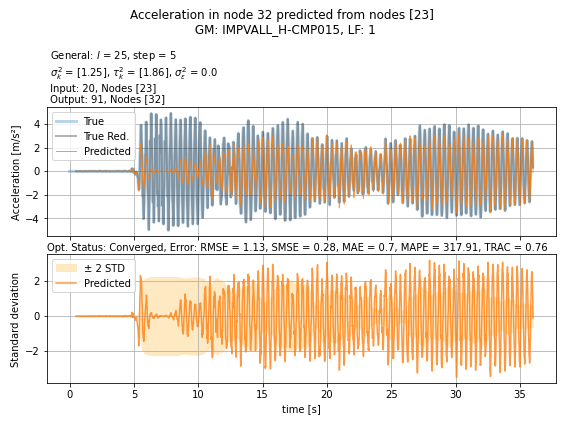 Acceleration in node 32 predicted from nodes [23]
GM: IMPVALL_H-CMP015, LF: 1
General: l = 25, step = 5
σ²ₖ = [1.25], τ²ₖ = [1.86], σ²ε = 0.0
Input: 20, Nodes [23]
Output: 91, Nodes [32]
True
True Red.
Predicted
Acceleration [m/s²]
4
2
0
−2
−4
Opt. Status: Converged, Error: RMSE = 1.13, SMSE = 0.28, MAE = 0.7, MAPE = 317.91, TRAC = 0.76
± 2 STD
Predicted
Standard deviation
2
0
−2
0 5 10 15 20 25 30 35
time [s]